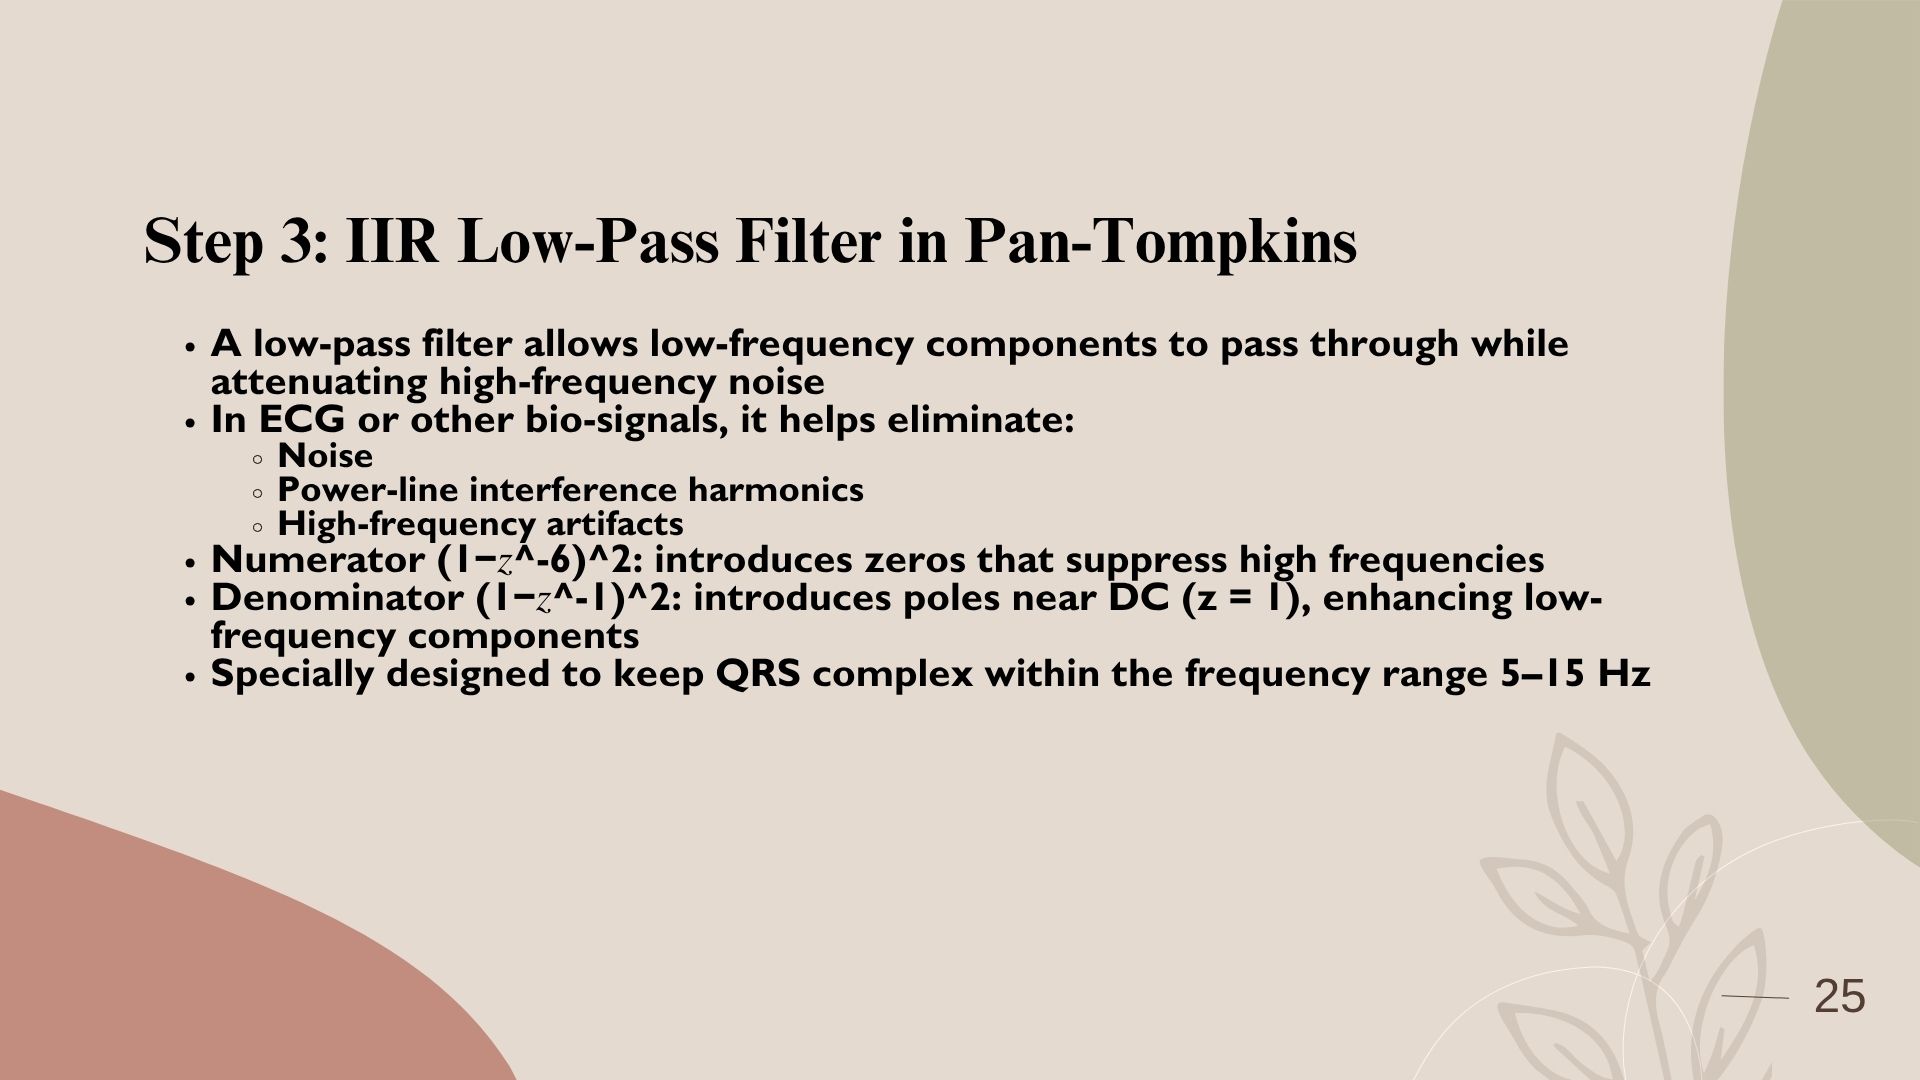 Step 3: IIR Low-Pass Filter in Pan-Tompkins
• A low-pass filter allows low-frequency components to pass through while
attenuating high-frequency noise
• In ECG or other bio-signals, it helps eliminate:
◦ Noise
◦ Power-line interference harmonics
◦ High-frequency artifacts
• Numerator (1−𝑧^-6)^2: introduces zeros that suppress high frequencies
• Denominator (1−𝑧^-1)^2: introduces poles near DC (z = 1), enhancing low-
frequency components
• Specially designed to keep QRS complex within the frequency range 5–15 Hz
25